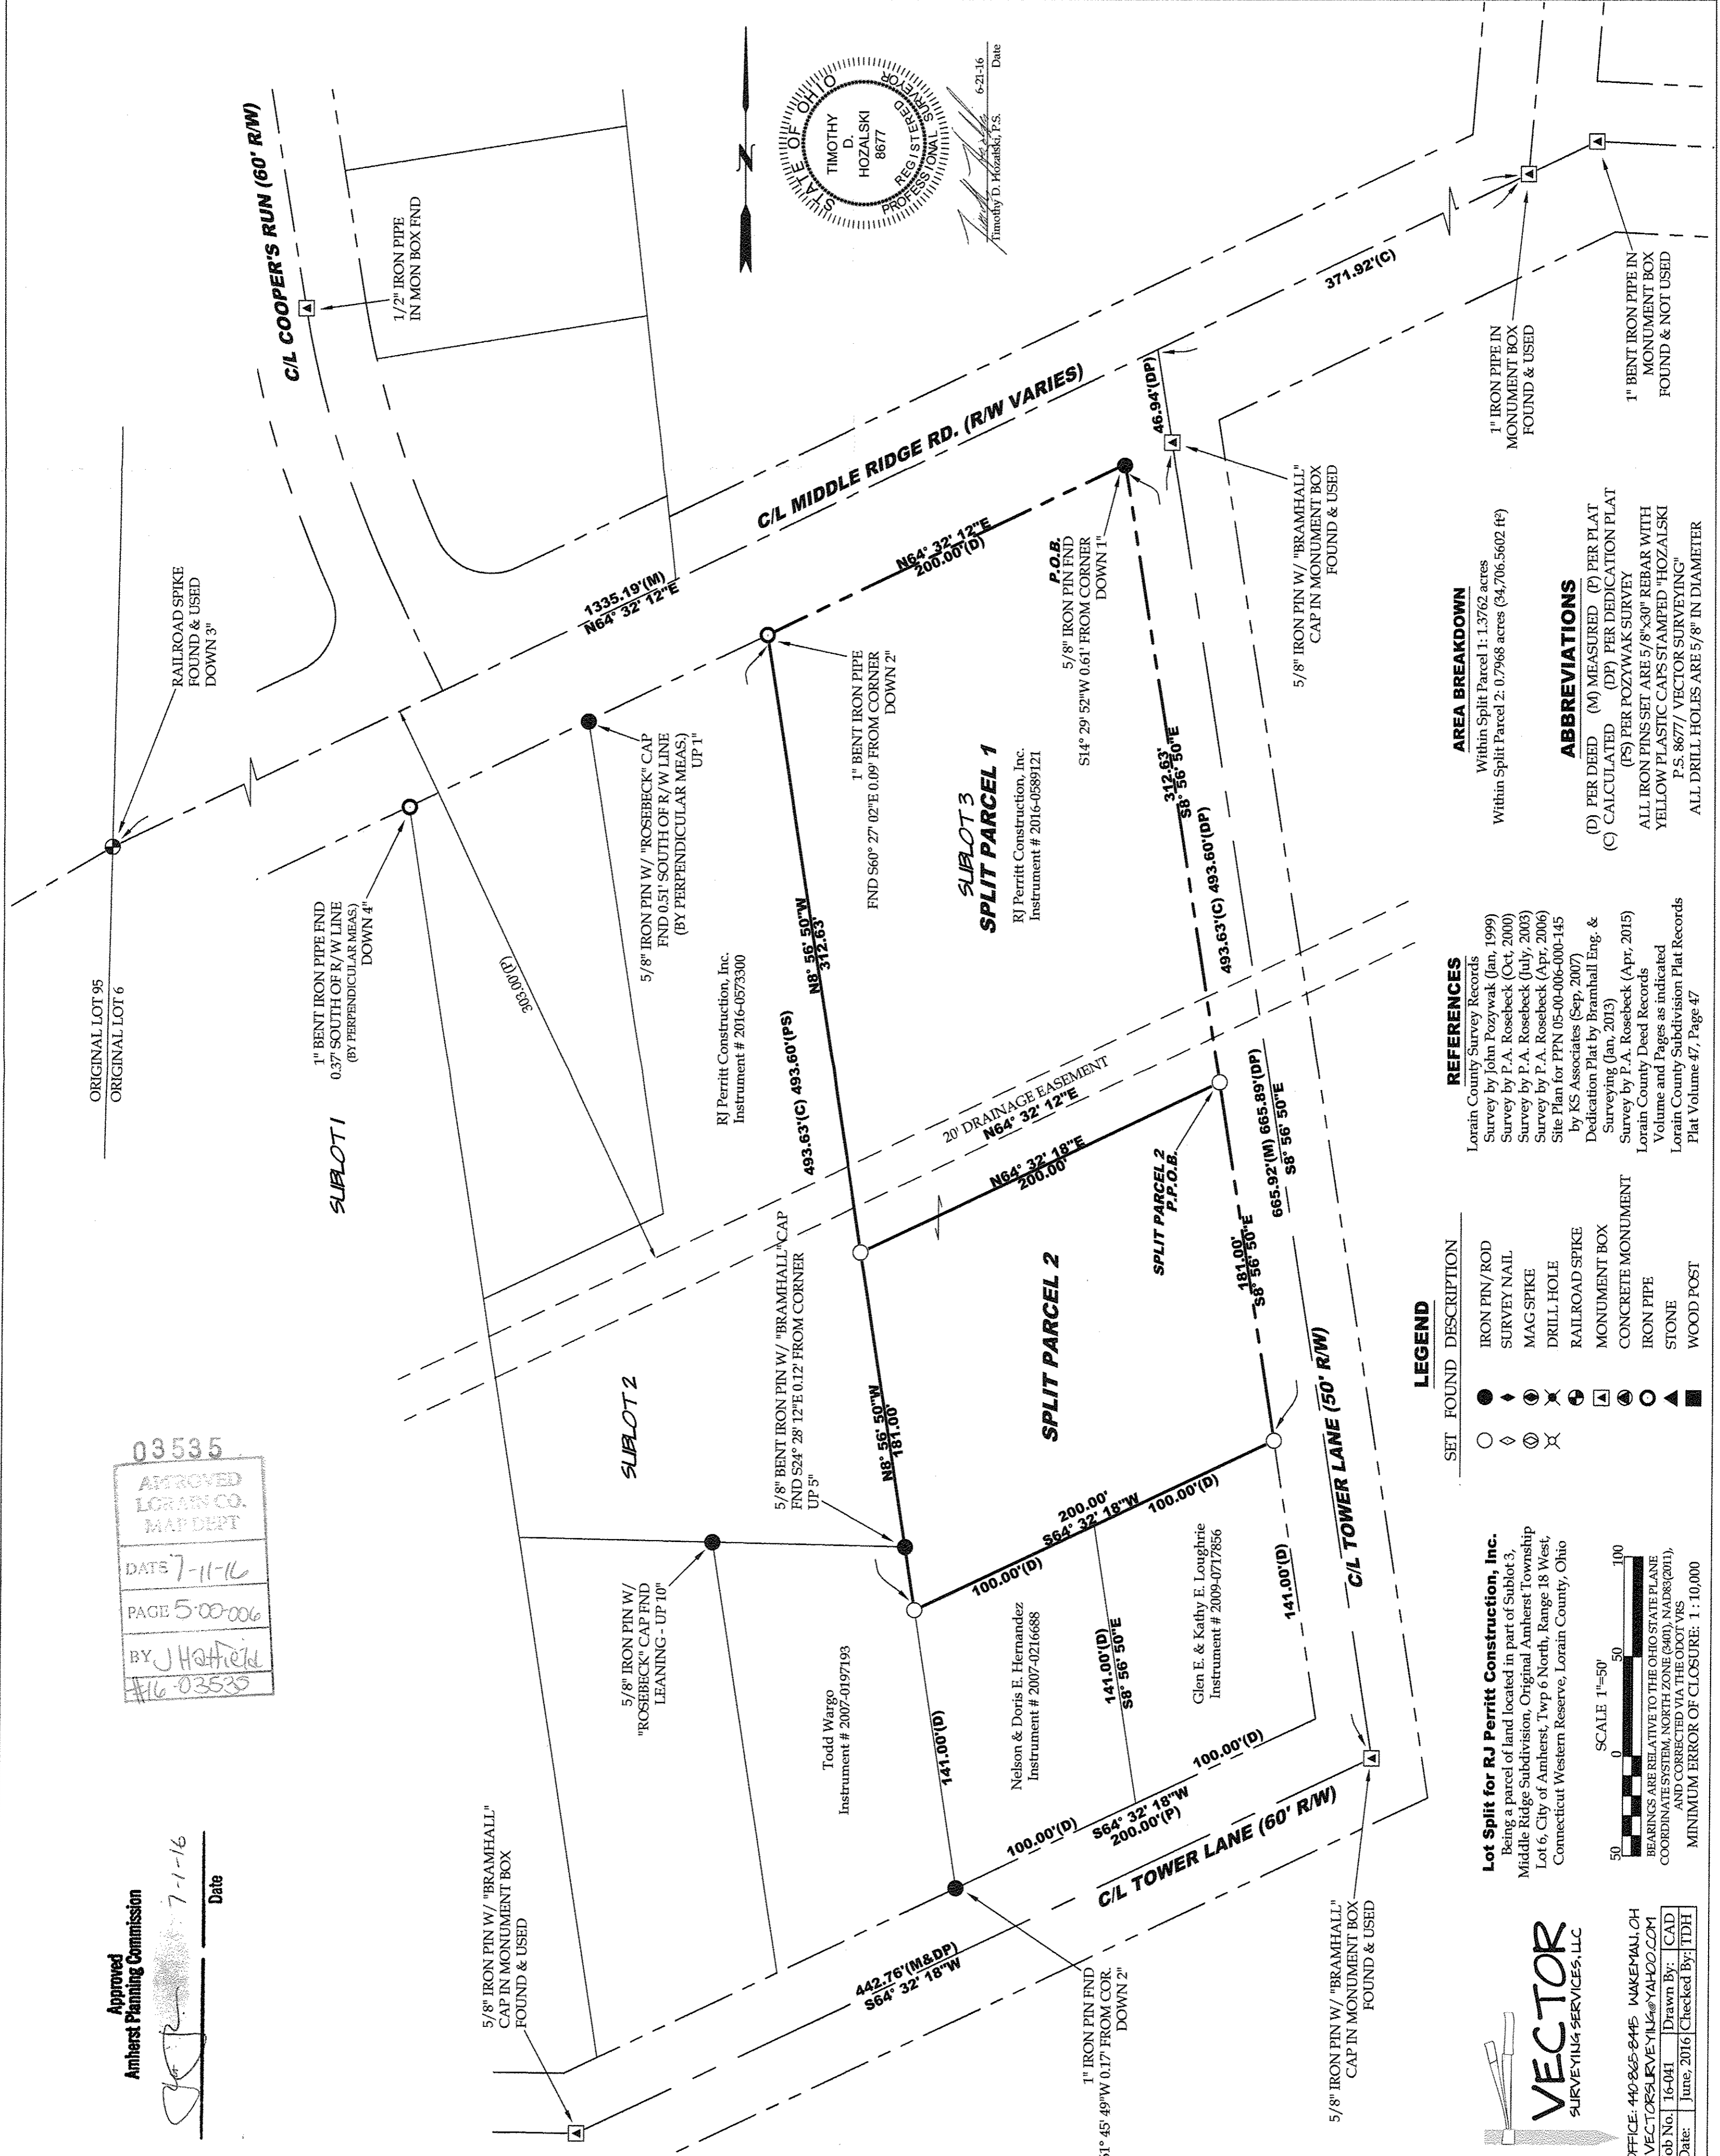 Approved
Amherst Planning Commission
7-1-16
Date
03535
APPROVED
LORAIN CO.
MAP DEPT
DATE 7-11-16
PAGE 5-00-006
BY J Hatfield
#16-03535
ORIGINAL LOT 95
ORIGINAL LOT 6
RAILROAD SPIKE
FOUND & USED
DOWN 3"
C/L COOPER'S RUN (60' R/W)
1/2" IRON PIPE
IN MON BOX FND
N
STATE OF OHIO
TIMOTHY
D.
HOZALSKI
8677
REGISTERED
PROFESSIONAL SURVEYOR
6-21-16
Timothy D. Hozalski, P.S.
Date
SUBLOT 1
1" BENT IRON PIPE FND
0.37' SOUTH OF R/W LINE
(BY PERPENDICULAR MEAS.)
DOWN 4"
303.00'(P)
5/8" IRON PIN W/ "ROSEBECK" CAP
FND 0.51' SOUTH OF R/W LINE
(BY PERPENDICULAR MEAS.)
UP 1"
1335.19'(M)
N64° 32' 12"E
C/L MIDDLE RIDGE RD. (R/W VARIES)
N64° 32' 12"E
200.00'(D)
1" BENT IRON PIPE
FND S60° 27' 02"E 0.09' FROM CORNER
DOWN 2"
P.O.B.
5/8" IRON PIN FND
S14° 29' 52"W 0.61' FROM CORNER
DOWN 1"
46.94'(DP)
371.92'(C)
5/8" IRON PIN W/ "BRAMHALL"
CAP IN MONUMENT BOX
FOUND & USED
1" IRON PIPE IN
MONUMENT BOX
FOUND & USED
1" BENT IRON PIPE IN
MONUMENT BOX
FOUND & NOT USED
RJ Perritt Construction, Inc.
Instrument # 2016-0573300
N8° 56' 50"W
312.63'
493.63'(C) 493.60'(PS)
SUBLOT 3
SPLIT PARCEL 1
RJ Perritt Construction, Inc.
Instrument # 2016-0589121
312.63'
S8° 56' 50"E
493.63'(C) 493.60'(DP)
20' DRAINAGE EASEMENT
N64° 32' 12"E
N64° 32' 18"E
200.00'
SPLIT PARCEL 2
P.P.O.B.
665.92'(M) 665.89'(DP)
S8° 56' 50"E
181.00'
S8° 56' 50"E
SUBLOT 2
5/8" BENT IRON PIN W/ "BRAMHALL" CAP
FND S24° 28' 12"E 0.12' FROM CORNER
UP 5"
N8° 56' 50"W
181.00'
SPLIT PARCEL 2
5/8" IRON PIN W/
"ROSEBECK" CAP FND
LEANING - UP 10"
200.00'
S64° 32' 18"W
100.00'(D)
100.00'(D)
Todd Wargo
Instrument # 2007-0197193
141.00'(D)
Nelson & Doris E. Hernandez
Instrument # 2007-0216688
141.00'(D)
S8° 56' 50"E
Glen E. & Kathy E. Loughrie
Instrument # 2009-0717856
141.00'(D)
C/L TOWER LANE (50' R/W)
100.00'(D)
100.00'(D)
S64° 32' 18"W
200.00'(P)
C/L TOWER LANE (60' R/W)
5/8" IRON PIN W/ "BRAMHALL"
CAP IN MONUMENT BOX
FOUND & USED
442.76'(M&DP)
S64° 32' 18"W
1" IRON PIN FND
51° 45' 49"W 0.17' FROM COR.
DOWN 2"
5/8" IRON PIN W/ "BRAMHALL"
CAP IN MONUMENT BOX
FOUND & USED
AREA BREAKDOWN
Within Split Parcel 1: 1.3762 acres
Within Split Parcel 2: 0.7968 acres (34,706.5602 ft²)
ABBREVIATIONS
(D) PER DEED (M) MEASURED (P) PER PLAT
(C) CALCULATED (DP) PER DEDICATION PLAT
(PS) PER POZYWAK SURVEY
ALL IRON PINS SET ARE 5/8"x30" REBAR WITH
YELLOW PLASTIC CAPS STAMPED "HOZALSKI
P.S. 8677/ VECTOR SURVEYING"
ALL DRILL HOLES ARE 5/8" IN DIAMETER
REFERENCES
Lorain County Survey Records
Survey by John Pozywak (Jan, 1999)
Survey by P.A. Rosebeck (Oct, 2000)
Survey by P.A. Rosebeck (July, 2003)
Survey by P.A. Rosebeck (Apr, 2006)
Site Plan for PPN 05-00-006-000-145
by KS Associates (Sep, 2007)
Dedication Plat by Bramhall Eng. &
Surveying (Jan, 2013)
Survey by P.A. Rosebeck (Apr, 2015)
Lorain County Deed Records
Volume and Pages as indicated
Lorain County Subdivision Plat Records
Plat Volume 47, Page 47
LEGEND
SET FOUND DESCRIPTION
IRON PIN/ROD
SURVEY NAIL
MAG SPIKE
DRILL HOLE
RAILROAD SPIKE
MONUMENT BOX
CONCRETE MONUMENT
IRON PIPE
STONE
WOOD POST
Lot Split for RJ Perritt Construction, Inc.
Being a parcel of land located in part of Sublot 3,
Middle Ridge Subdivision, Original Amherst Township
Lot 6, City of Amherst, Twp 6 North, Range 18 West,
Connecticut Western Reserve, Lorain County, Ohio
SCALE 1"=50'
50 0 50 100
BEARINGS ARE RELATIVE TO THE OHIO STATE PLANE
COORDINATE SYSTEM, NORTH ZONE (3401), NAD83(2011),
AND CORRECTED VIA THE ODOT VRS
MINIMUM ERROR OF CLOSURE: 1 : 10,000
VECTOR
SURVEYING SERVICES, LLC
OFFICE: 440-865-8445 WAKEMAN, OH
VECTORSURVEYING@YAHOO.COM
Job No. 16-041 Drawn By: CAD
Date: June, 2016 Checked By: TDH